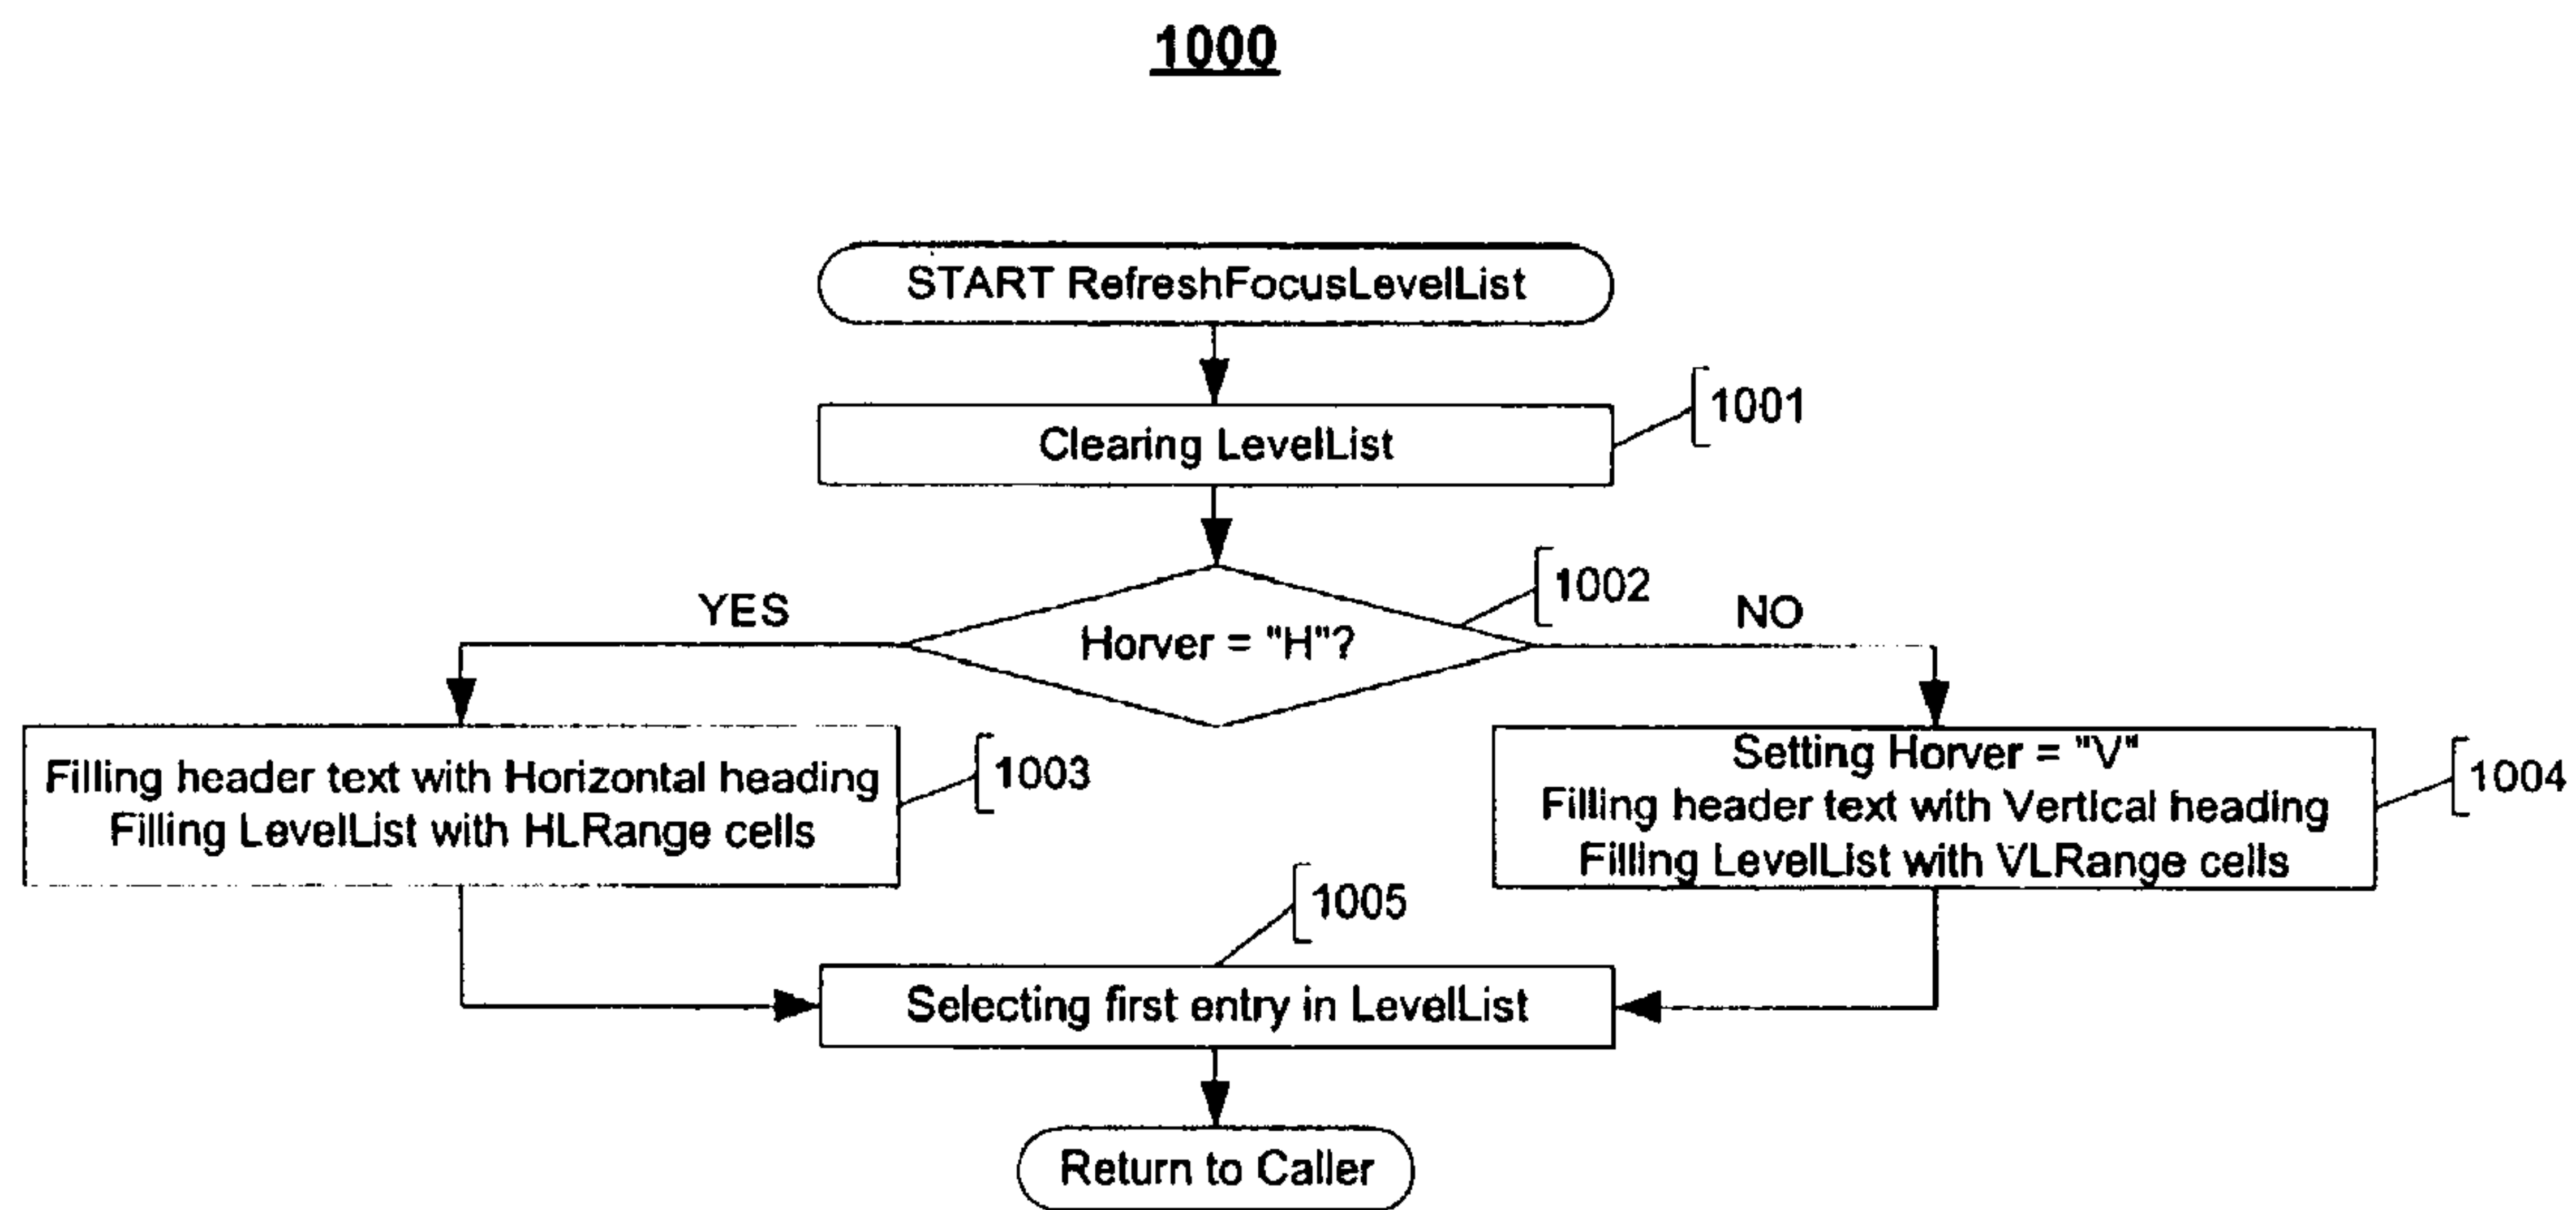 1000
START RefreshFocusLevelList
Clearing LevelList
1001
Horver = "H"?
1002
YES
NO
Filling header text with Horizontal heading
Filling LevelList with HLRange cells
1003
Setting Horver = "V"
Filling header text with Vertical heading
Filling LevelList with VLRange cells
1004
1005
Selecting first entry in LevelList
Return to Caller